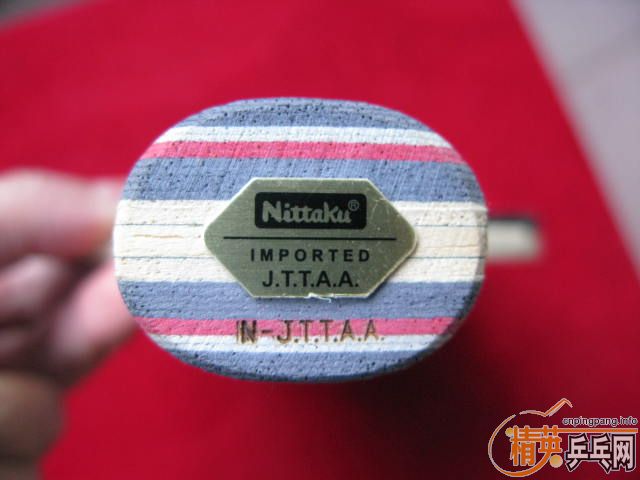 Nittaku®
IMPORTED
J.T.T.A.A.
IN-J.T.T.A.A.
cnpingpang.info
精英乒乓网